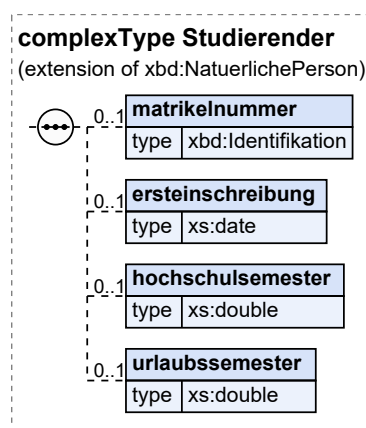 complexType Studierender
(extension of xbd:NatuerlichePerson)
0..1 matrikelnummer
type xbd:Identifikation
0..1 ersteinschreibung
type xs:date
0..1 hochschulsemester
type xs:double
0..1 urlaubssemester
type xs:double